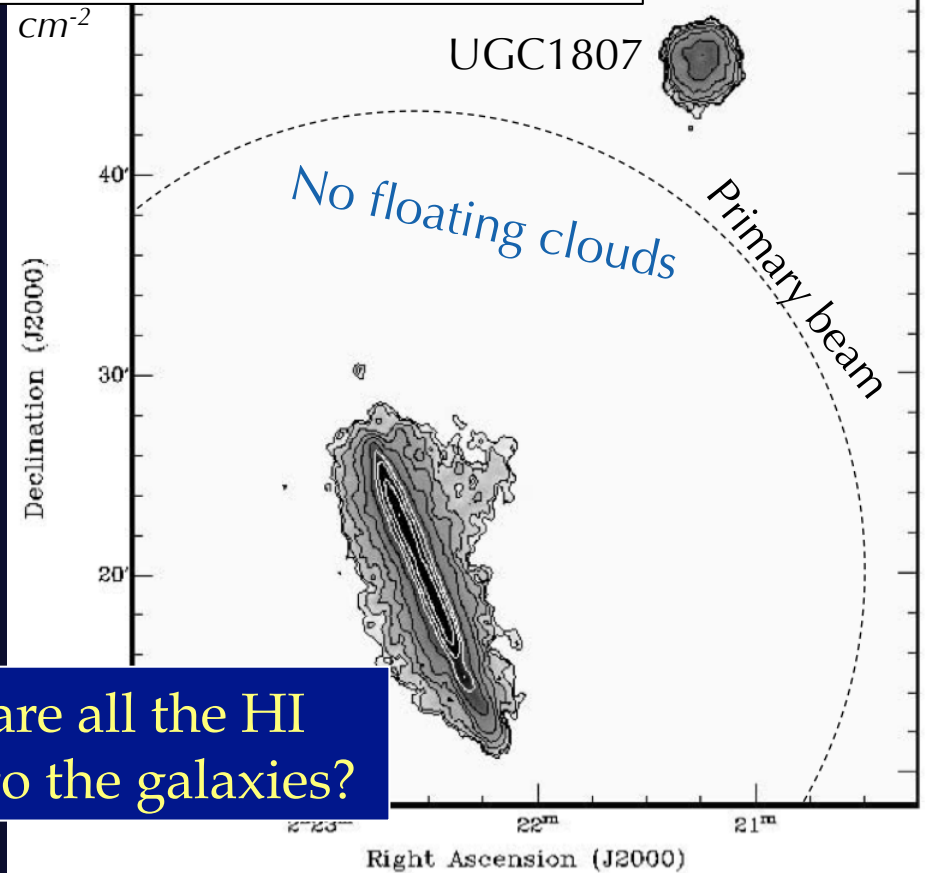 cm⁻²
UGC1807
No floating clouds
Primary beam
40'
30'
20'
Declination (J2000)
are all the HI
o the galaxies?
22ᵐ
21ᵐ
Right Ascension (J2000)